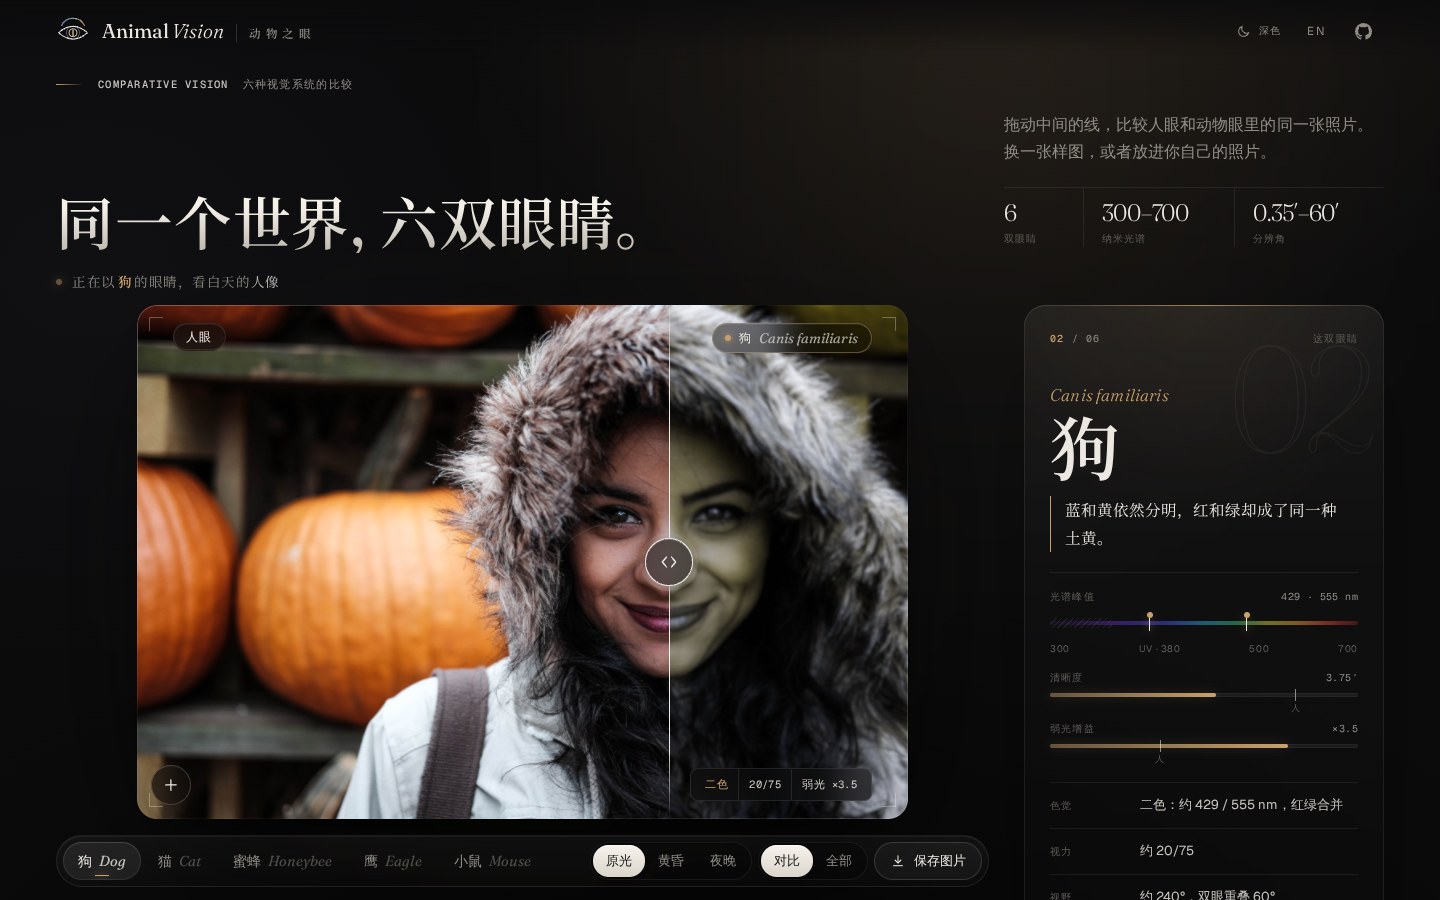 Animal Vision 动物之眼
深色 EN
COMPARATIVE VISION 六种视觉系统的比较
拖动中间的线，比较人眼和动物眼里的同一张照片。
换一张样图，或者放进你自己的照片。
同一个世界，六双眼睛。
6 300–700 0.35′–60′
双眼睛 纳米光谱 分辨角
正在以狗的眼睛，看白天的人像
人眼
狗 Canis familiaris
二色 20/75 弱光 ×3.5
狗 Dog 猫 Cat 蜜蜂 Honeybee 鹰 Eagle 小鼠 Mouse
原光 黄昏 夜晚 对比 全部 保存图片
02 / 06 这双眼睛
02
Canis familiaris
狗
蓝和黄依然分明，红和绿却成了同一种
土黄。
光谱峰值 429 · 555 nm
300 UV·380 500 700
清晰度 3.75′
人
弱光增益 ×3.5
人
色觉 二色：约 429 / 555 nm，红绿合并
视力 约 20/75
视野 约 240°，双眼重叠 60°